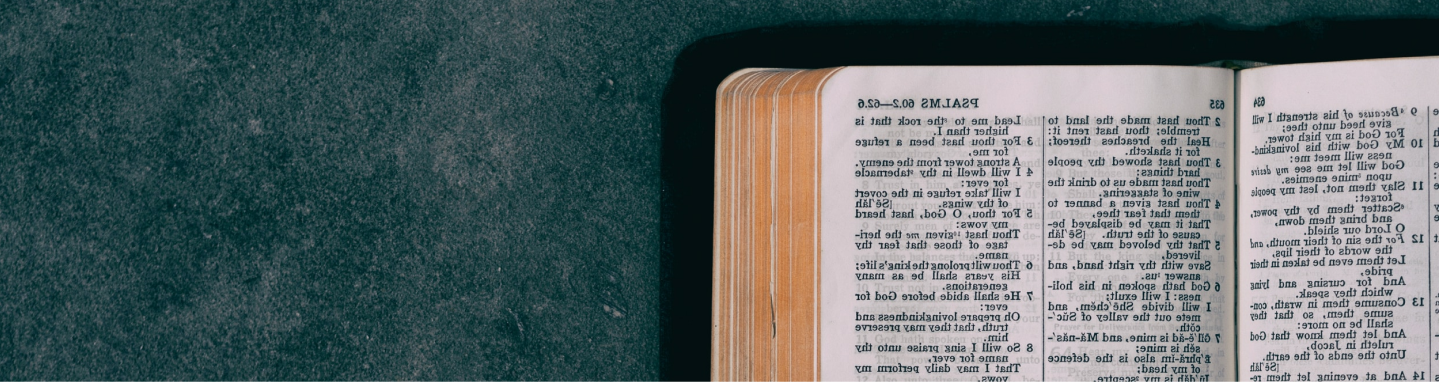 634
9 Because of his strength I will
give heed unto thee;
For God is my high tower.
10 My God with his lovingkind-
ness will meet me:
God will let me see my desire
upon mine enemies.
11 Slay them not, lest my people
forget:
Scatter them by thy power,
and bring them down,
O Lord our shield.
12 For the sin of their mouth, and
the words of their lips,
Let them even be taken in their
pride,
And for cursing and lying
which they speak.
13 Consume them in wrath, con-
sume them, so that they
shall be no more:
And let them know that God
ruleth in Jacob,
Unto the ends of the earth.
[Sē´lăh
14 And at evening let them re-
635
PSALMS 60.2—62.6
2 Thou hast made the land to
tremble; thou hast rent it:
Heal the breaches thereof;
for it shaketh.
3 Thou hast showed thy people
hard things:
Thou hast made us to drink the
wine of staggering.
4 Thou hast given a banner to
them that fear thee,
That it may be displayed be-
cause of the truth. [Sē´lăh
5 That thy beloved may be de-
livered,
Save with thy right hand, and
answer us.
6 God hath spoken in his holi-
ness: I will exult;
I will divide Shē´chĕm, and
mete out the valley of Sŭc´-
cŏth.
7 Gĭl´ē-ăd is mine, and Mă-năs´-
sĕh is mine;
Ē´phră-ĭm also is the defence
of my head;
Jū´dăh is my sceptre.
Lead me to the rock that is
higher than I.
3 For thou hast been a refuge
for me,
A strong tower from the enemy.
4 I will dwell in thy tabernacle
for ever:
I will take refuge in the covert
of thy wings. [Sē´lăh
5 For thou, O God, hast heard
my vows:
Thou hast given me the heri-
tage of those that fear thy
name.
6 Thou wilt prolong the king's life;
His years shall be as many
generations.
7 He shall abide before God for
ever:
Oh prepare lovingkindness and
truth, that they may preserve
him.
8 So will I sing praise unto thy
name for ever,
That I may daily perform my
vows.